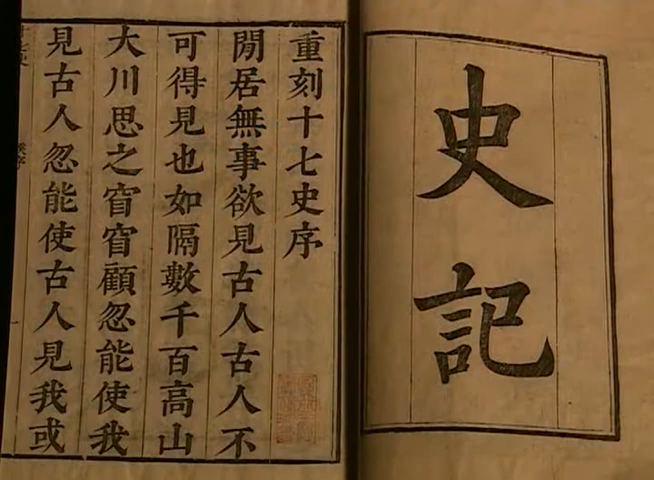 史記
重刻十七史序
閒居無事欲見古人古人不
可得見也如隔數千百高山
大川思之窅窅顧忽能使我
見古人忽能使古人見我或